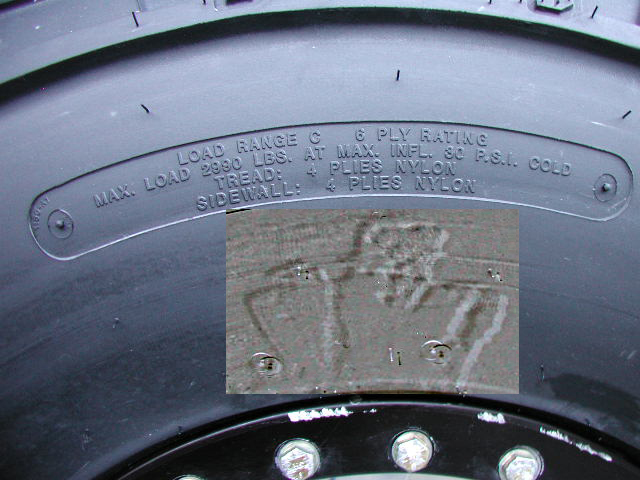 LOAD RANGE C 6 PLY RATING
MAX. LOAD 2990 LBS. AT MAX. INFL. 30 P.S.I. COLD
TREAD: 4 PLIES NYLON
SIDEWALL: 4 PLIES NYLON